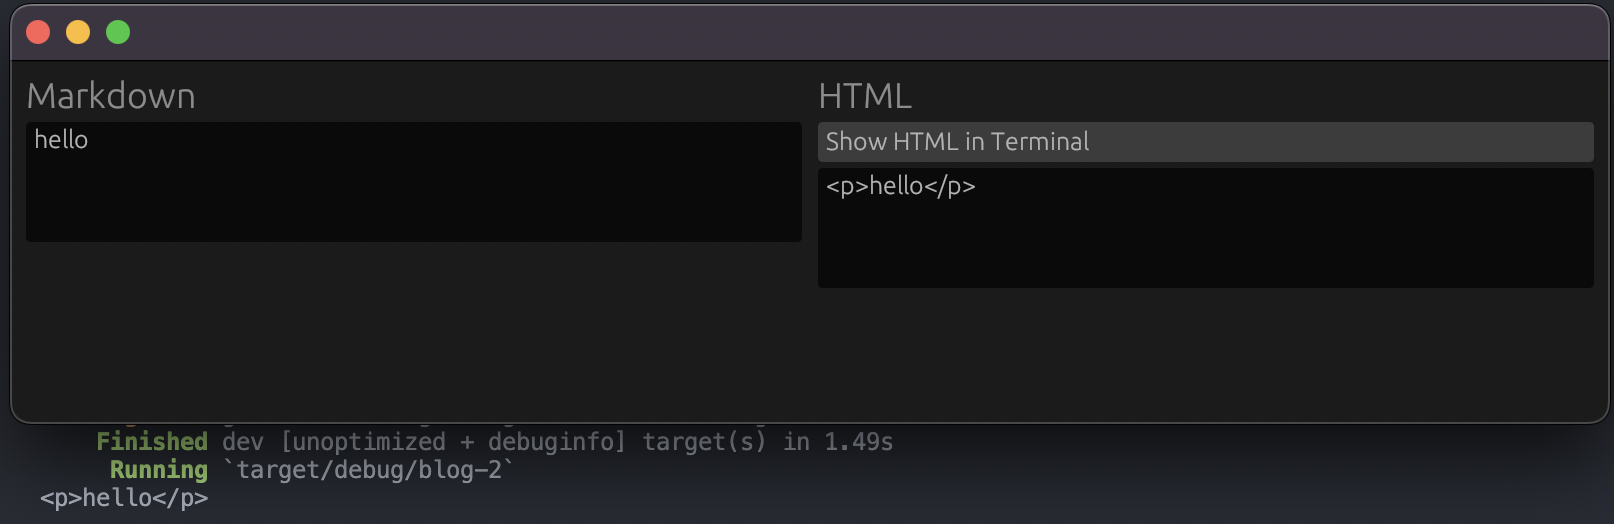 Markdown
hello
HTML
Show HTML in Terminal
<p>hello</p>
Finished dev [unoptimized + debuginfo] target(s) in 1.49s
Running `target/debug/blog-2`
<p>hello</p>